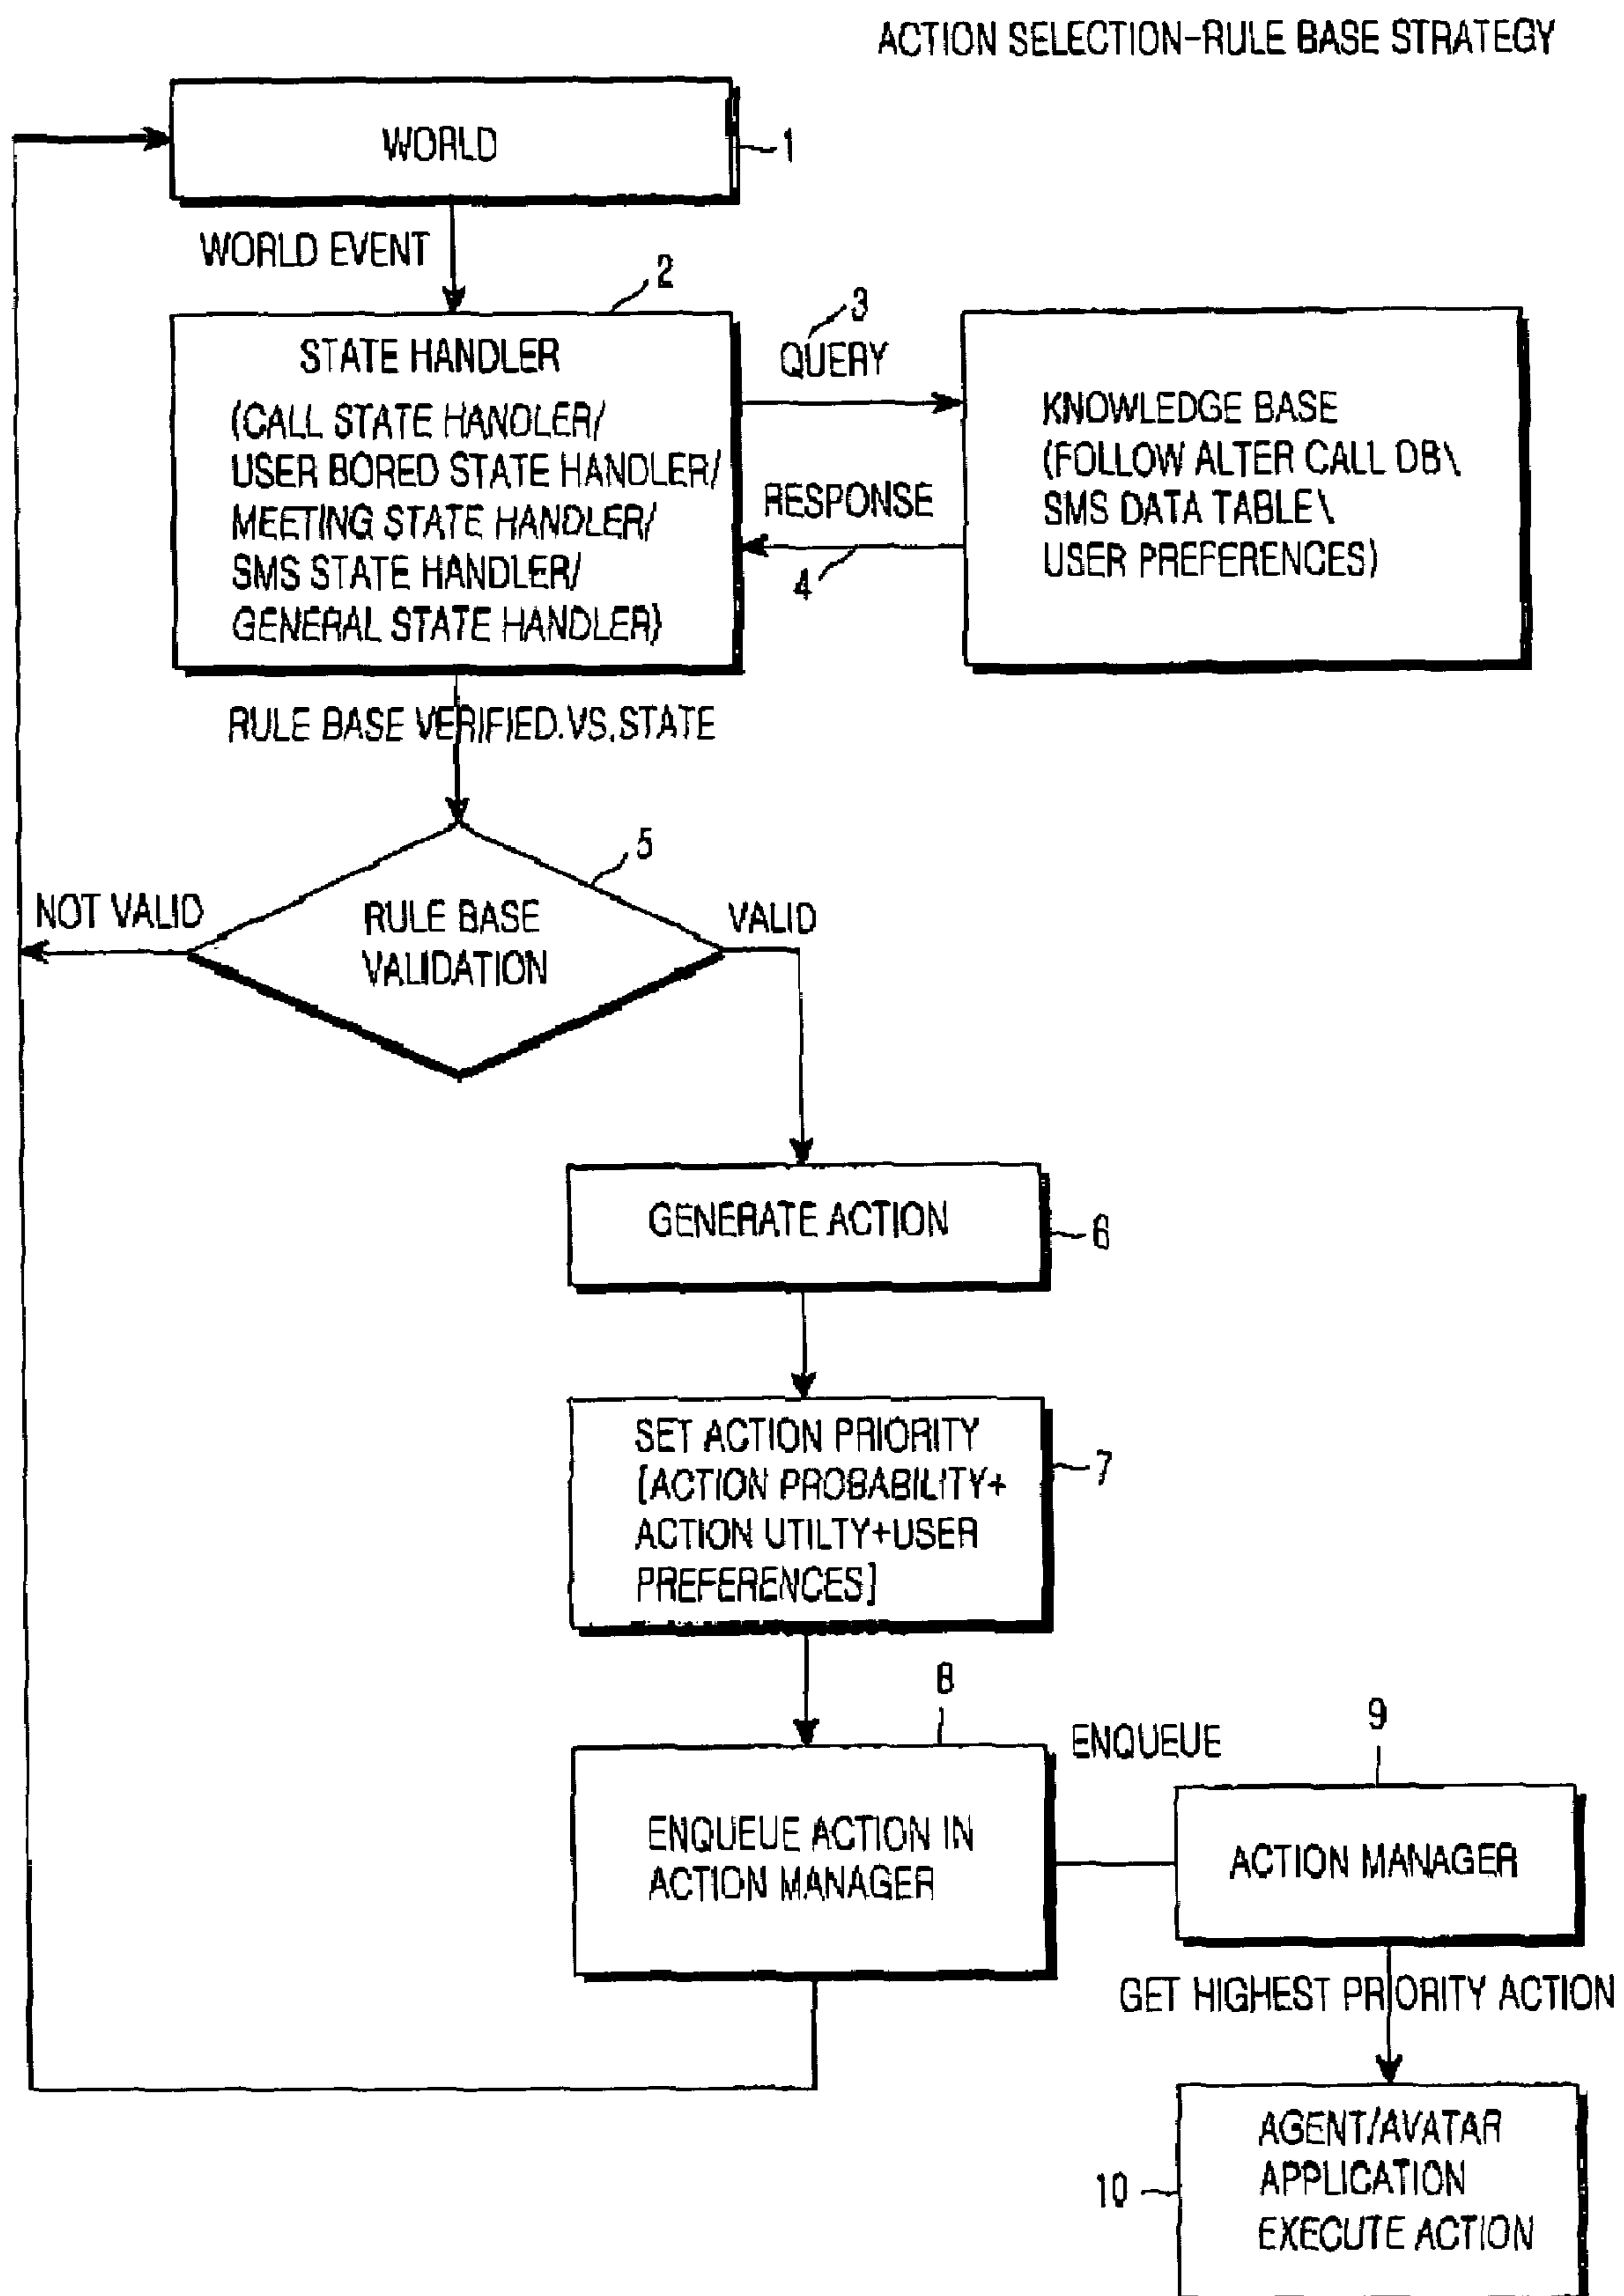 ACTION SELECTION-RULE BASE STRATEGY
WORLD
1
WORLD EVENT
2
STATE HANDLER
(CALL STATE HANDLER/
USER BORED STATE HANDLER/
MEETING STATE HANDLER/
SMS STATE HANDLER/
GENERAL STATE HANDLER)
3
QUERY
RESPONSE
4
KNOWLEDGE BASE
(FOLLOW ALTER CALL DB\
SMS DATA TABLE\
USER PREFERENCES)
RULE BASE VERIFIED.VS.STATE
5
NOT VALID
RULE BASE
VALIDATION
VALID
GENERATE ACTION
6
SET ACTION PRIORITY
[ACTION PROBABILITY+
ACTION UTILTY+USER
PREFERENCES]
7
8
ENQUEUE ACTION IN
ACTION MANAGER
ENQUEUE
9
ACTION MANAGER
GET HIGHEST PRIORITY ACTION
10
AGENT/AVATAR
APPLICATION
EXECUTE ACTION